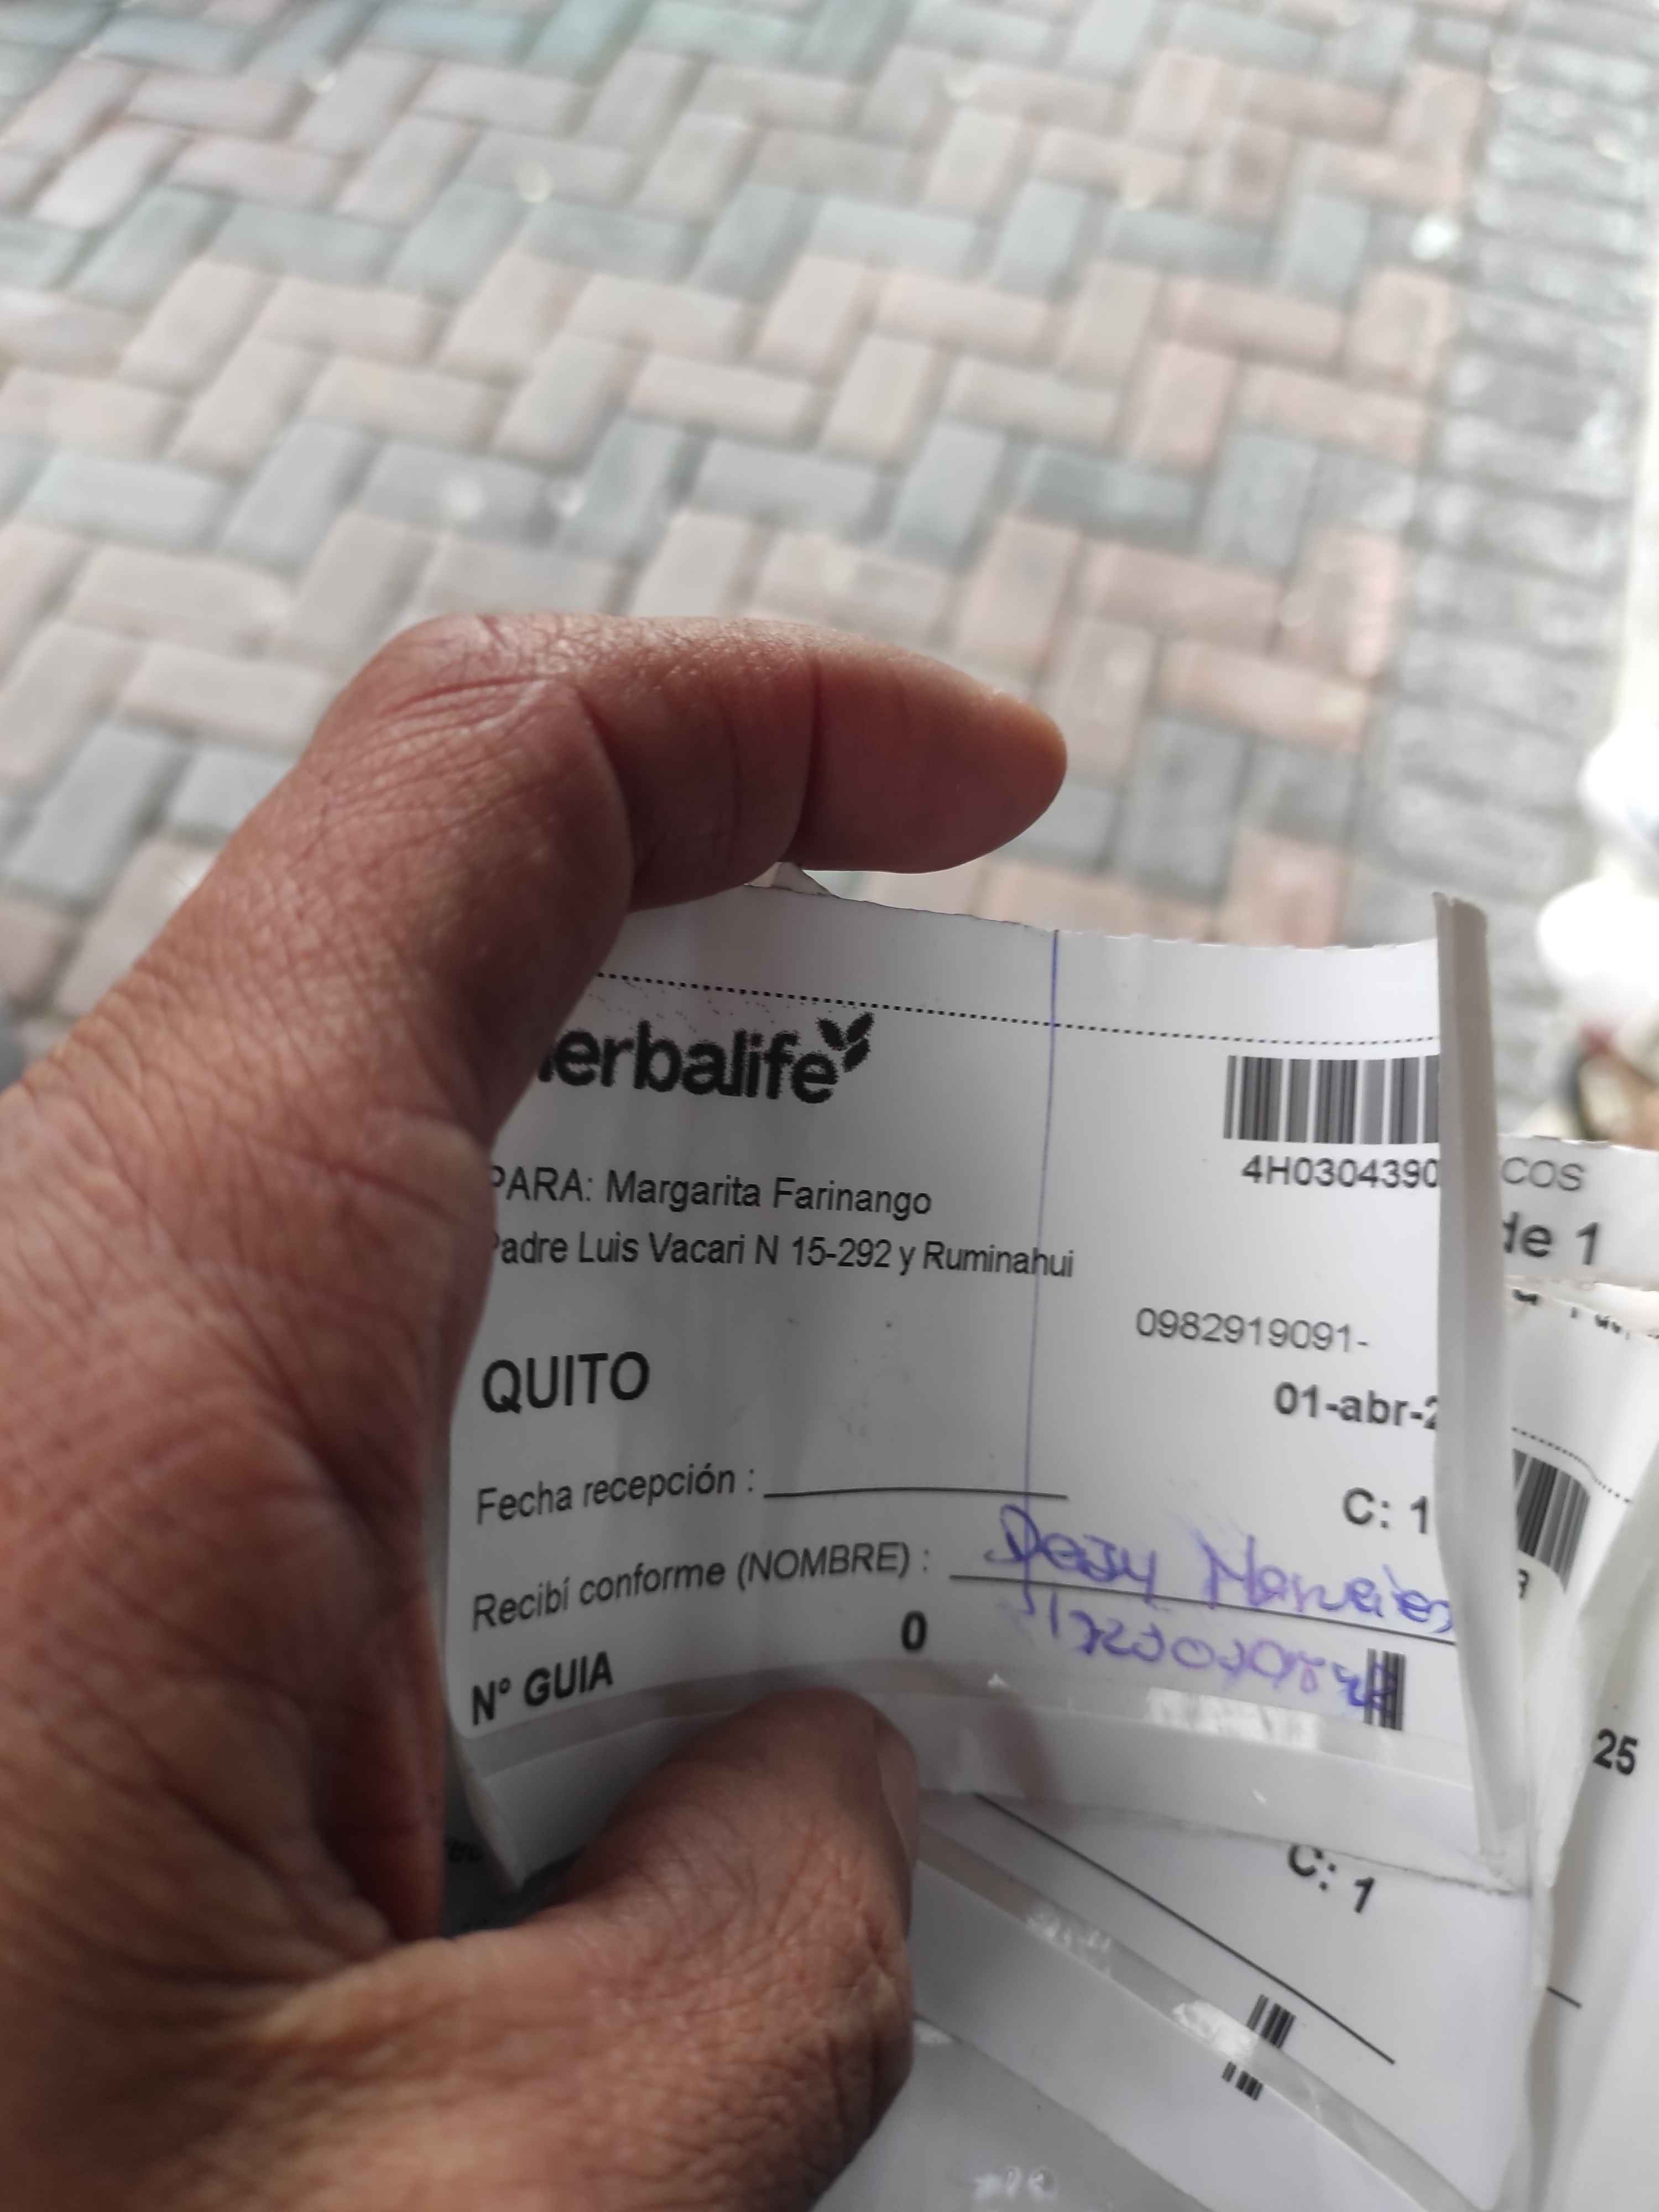 erbalife
4H0304390
PARA: Margarita Farinango
Padre Luis Vacari N 15-292 y Ruminahui
0982919091-
QUITO
01-abr-2
Fecha recepción :
C: 1
Recibí conforme (NOMBRE) :
N° GUIA 0
COS
de 1
25
C: 1